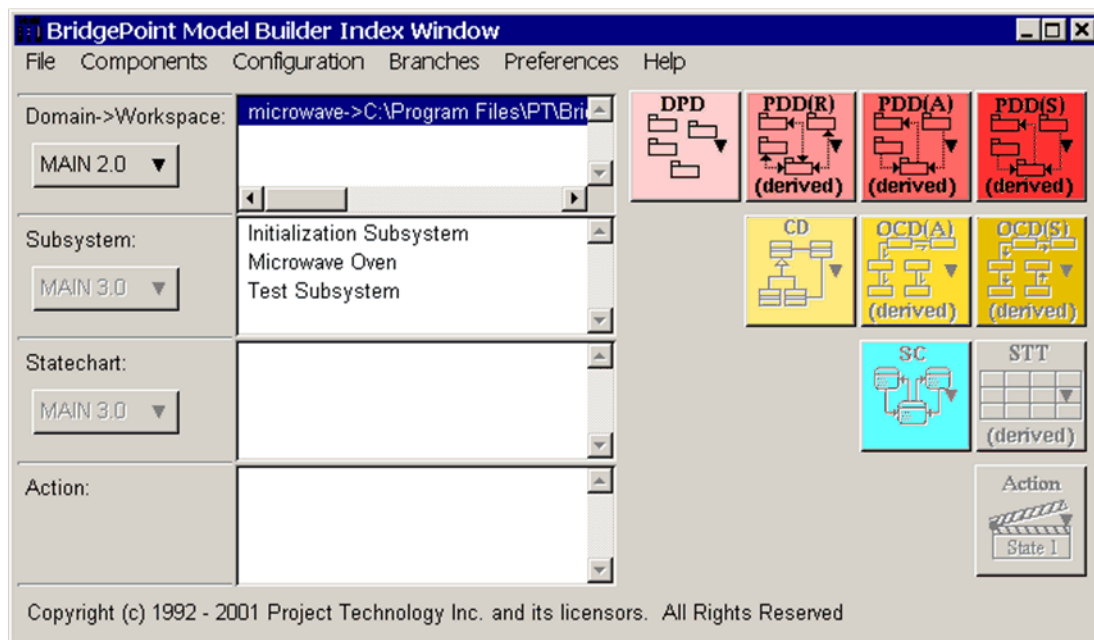 BridgePoint Model Builder Index Window
File Components Configuration Branches Preferences Help
Domain->Workspace:
MAIN 2.0
microwave->C:\Program Files\PT\Bri
DPD
PDD(R)
(derived)
PDD(A)
(derived)
PDD(S)
(derived)
Subsystem:
MAIN 3.0
Initialization Subsystem
Microwave Oven
Test Subsystem
CD
OCD(A)
(derived)
OCD(S)
(derived)
Statechart:
MAIN 3.0
SC
STT
(derived)
Action:
Action
State 1
Copyright (c) 1992 - 2001 Project Technology Inc. and its licensors. All Rights Reserved